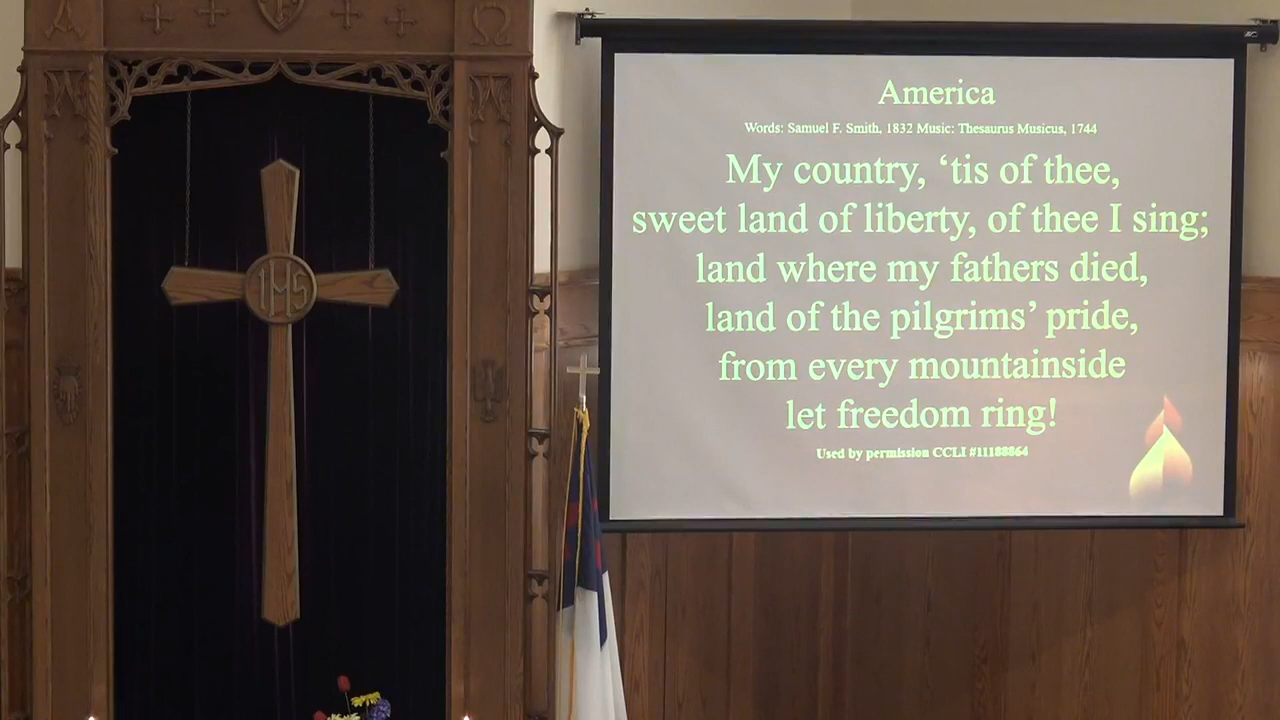 Α Ω
IHS
America
Words: Samuel F. Smith, 1832 Music: Thesaurus Musicus, 1744
My country, ‘tis of thee,
sweet land of liberty, of thee I sing;
land where my fathers died,
land of the pilgrims’ pride,
from every mountainside
let freedom ring!
Used by permission CCLI #11188864